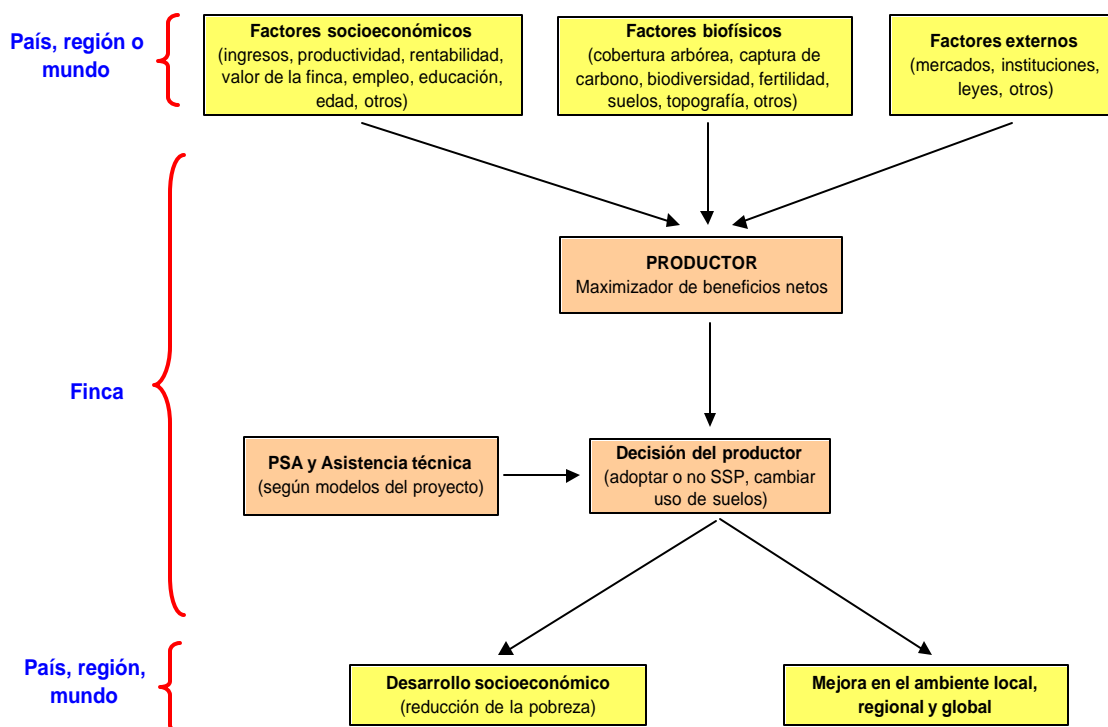 País, región o
mundo
Factores socioeconómicos
(ingresos, productividad, rentabilidad,
valor de la finca, empleo, educación,
edad, otros)
Factores biofísicos
(cobertura arbórea, captura de
carbono, biodiversidad, fertilidad,
suelos, topografía, otros)
Factores externos
(mercados, instituciones,
leyes, otros)
PRODUCTOR
Maximizador de beneficios netos
Finca
PSA y Asistencia técnica
(según modelos del proyecto)
Decisión del productor
(adoptar o no SSP, cambiar
uso de suelos)
País, región,
mundo
Desarrollo socioeconómico
(reducción de la pobreza)
Mejora en el ambiente local,
regional y global